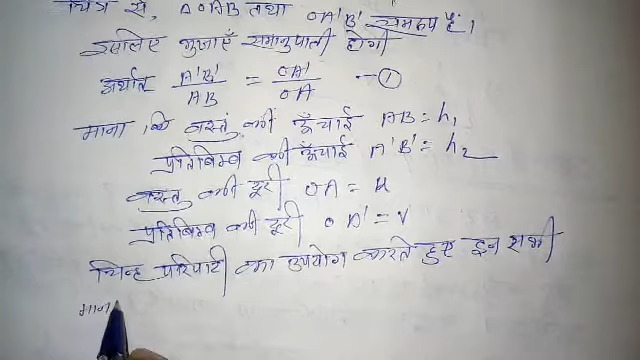 चित्र से, ΔOAB तथा OA'B' समरूप हैं।
इसलिए भुजाएँ समानुपाती होगी
अर्थात A'B'/AB = OA'/OA —①
माना कि वस्तु की ऊँचाई AB = h₁
प्रतिबिम्ब की ऊँचाई A'B' = h₂
वस्तु की दूरी OA = u
प्रतिबिम्ब की दूरी OA' = v
चिन्ह परिपाटी का उपयोग करते हुए इन सभी
मान